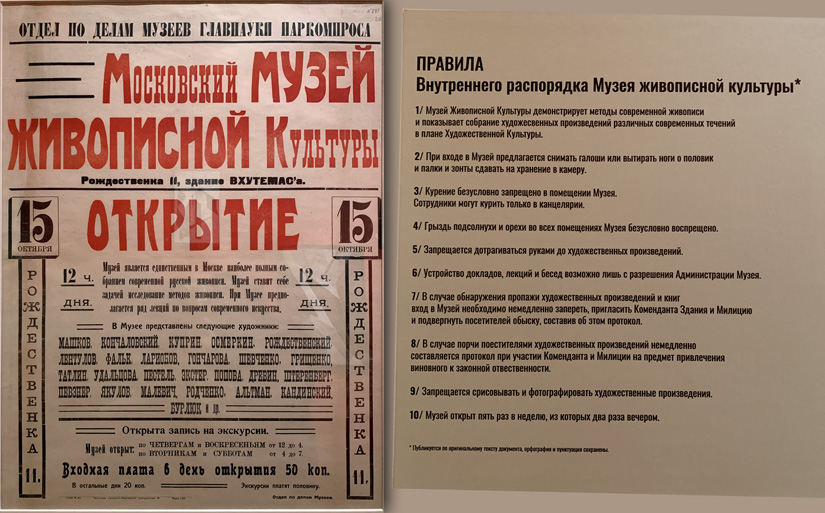 ОТДЕЛ ПО ДЕЛАМ МУЗЕЕВ ГЛАВНАУКИ НАРКОМПРОСА
Московский МУЗЕЙ
ЖИВОПИСНОЙ Культуры
Рождественка 11, здание ВХУТЕМАС'а.
15
ОКТЯБРЯ
ОТКРЫТИЕ
15
ОКТЯБРЯ
12 ч.
ДНЯ.
Музей является единственным в Москве наиболее полным со-
бранием современной русской живописи. Музей ставит себе
задачей исследование методов живописи. При Музее предпо-
лагается ряд лекций по вопросам современного искусства.
12 ч.
ДНЯ.
РОЖДЕСТВЕНКА 11.
В Музее представлены следующие художники:
МАШКОВ, КОНЧАЛОВСКИЙ, КУПРИН, ОСМЕРКИН, РОЖДЕСТВЕНСКИЙ,
ЛЕНТУЛОВ, ФАЛЬК, ЛАРИОНОВ, ГОНЧАРОВА, ШЕВЧЕНКО, ГРИЩЕНКО,
ТАТЛИН, УДАЛЬЦОВА, ПЕСТЕЛЬ, ЭКСТЕР, ПОПОВА, ДРЕВИН, ШТЕРЕНБЕРГ,
ПЕВЗНЕР, ЯКУЛОВ, МАЛЕВИЧ, РОДЧЕНКО, АЛЬТМАН, КАНДИНСКИЙ,
БУРЛЮК и др.
Открыта запись на экскурсии.
Музей открыт: по ЧЕТВЕРГАМ и ВОСКРЕСЕНЬЯМ от 12 до 4.
по ВТОРНИКАМ и СУББОТАМ от 4 до 7.
Входная плата в день открытия 50 коп.
В остальные дни 20 коп. Экскурсии платят половину.
Отдел по делам Музеев.
РОЖДЕСТВЕНКА 11.
ПРАВИЛА
Внутреннего распорядка Музея живописной культуры*
1/ Музей Живописной Культуры демонстрирует методы современной живописи
и показывает собрание художесвенных произведений различных современных течений
в плане Художественной Культуры.
2/ При входе в Музей предлагается снимать галоши или вытирать ноги о половик
и палки и зонты сдавать на хранение в камеру.
3/ Курение безусловно запрещено в помещении Музея.
Сотрудники могут курить только в канцелярии.
4/ Грыздь подсолнухи и орехи во всех помещениях Музея безусловно воспрещено.
5/ Запрещается дотрагиваться руками до художественных произведений.
6/ Устройство докладов, лекций и бесед возможно лишь с разрешения Администрации Музея.
7/ В случае обнаружения пропажи художественных произведений и книг
вход в Музей необходимо немедленно запереть, пригласить Коменданта Здания и Милицию
и подвергнуть посетителей обыску, составив об этом протокол.
8/ В случае порчи поестителями художественных произведений немедленно
составляется протокол при участии Коменданта и Милиции на предмет привлечения
виновного к законной отвественности.
9/ Запрещается срисовывать и фотографировать художественные произведения.
10/ Музей открыт пять раз в неделю, из которых два раза вечером.
* Публикуется по оригинальному тексту документа, орфография и пунктуация сохранены.